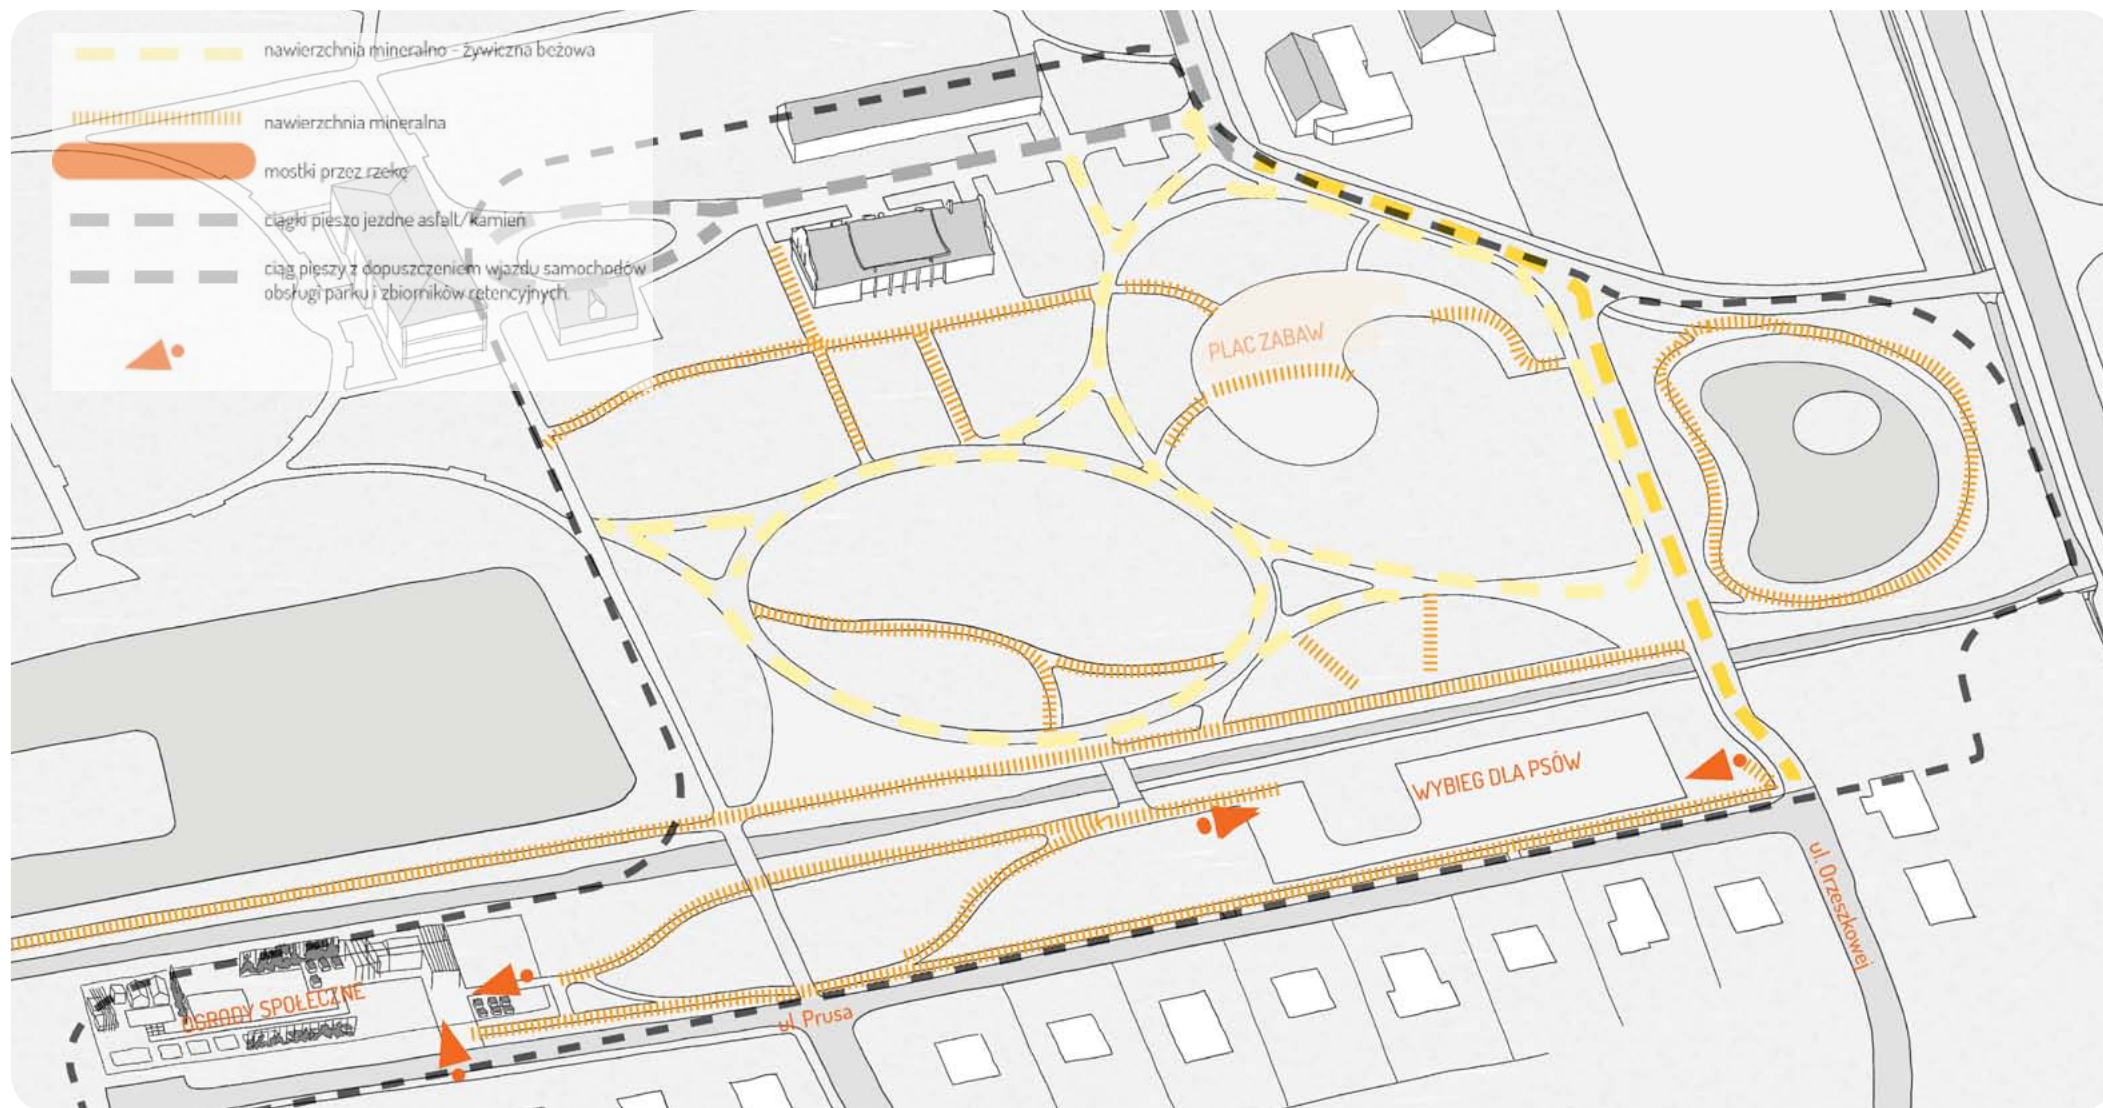 nawierzchnia mineralno - żywiczna beżowa
nawierzchnia mineralna
mostki przez rzekę
ciągki pieszo jezdne asfalt/kamień
ciąg pieszy z dopuszczeniem wjazdu samochodów
obsługi parku i zbiorników retencyjnych.
PLAC ZABAW
WYBIEG DLA PSÓW
ul. Orzeszkowej
OGRODY SPOŁECZNE
ul. Prusa